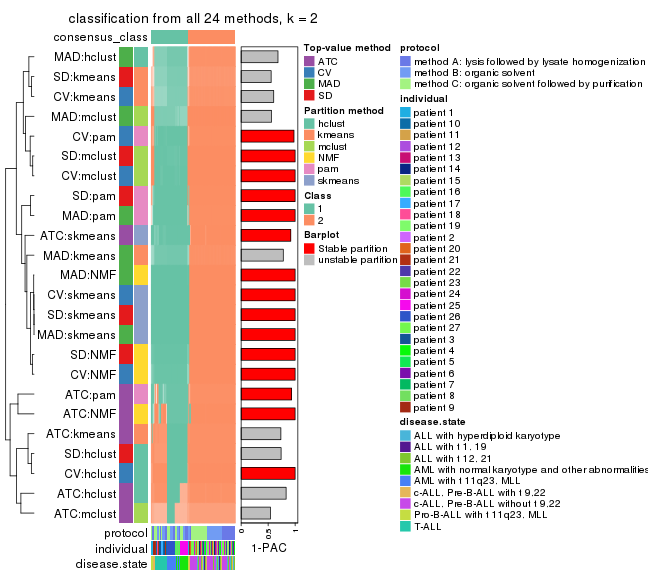 classification from all 24 methods, k = 2
consensus_class
MAD:hclust
SD:kmeans
CV:kmeans
MAD:mclust
CV:pam
SD:mclust
CV:mclust
SD:pam
MAD:pam
ATC:skmeans
MAD:kmeans
MAD:NMF
CV:skmeans
SD:skmeans
MAD:skmeans
SD:NMF
CV:NMF
ATC:pam
ATC:NMF
ATC:kmeans
SD:hclust
CV:hclust
ATC:hclust
ATC:mclust
protocol
individual
disease.state
0
0.5
1
1-PAC
Top-value method
ATC
CV
MAD
SD
Partition method
hclust
kmeans
mclust
NMF
pam
skmeans
Class
1
2
Barplot
Stable partition
unstable partition
protocol
method A: lysis followed by lysate homogenization
method B: organic solvent
method C: organic solvent followed by purification
individual
patient 1
patient 10
patient 11
patient 12
patient 13
patient 14
patient 15
patient 16
patient 17
patient 18
patient 19
patient 2
patient 20
patient 21
patient 22
patient 23
patient 24
patient 25
patient 26
patient 27
patient 3
patient 4
patient 5
patient 6
patient 7
patient 8
patient 9
disease.state
ALL with hyperdiploid karyotype
ALL with t1, 19
ALL with t12, 21
AML with normal karyotype and other abnormalities
AML with t11q23, MLL
c-ALL, Pre-B-ALL with t9,22
c-ALL, Pre-B-ALL without t9,22
Pro-B-ALL with t11q23, MLL
T-ALL